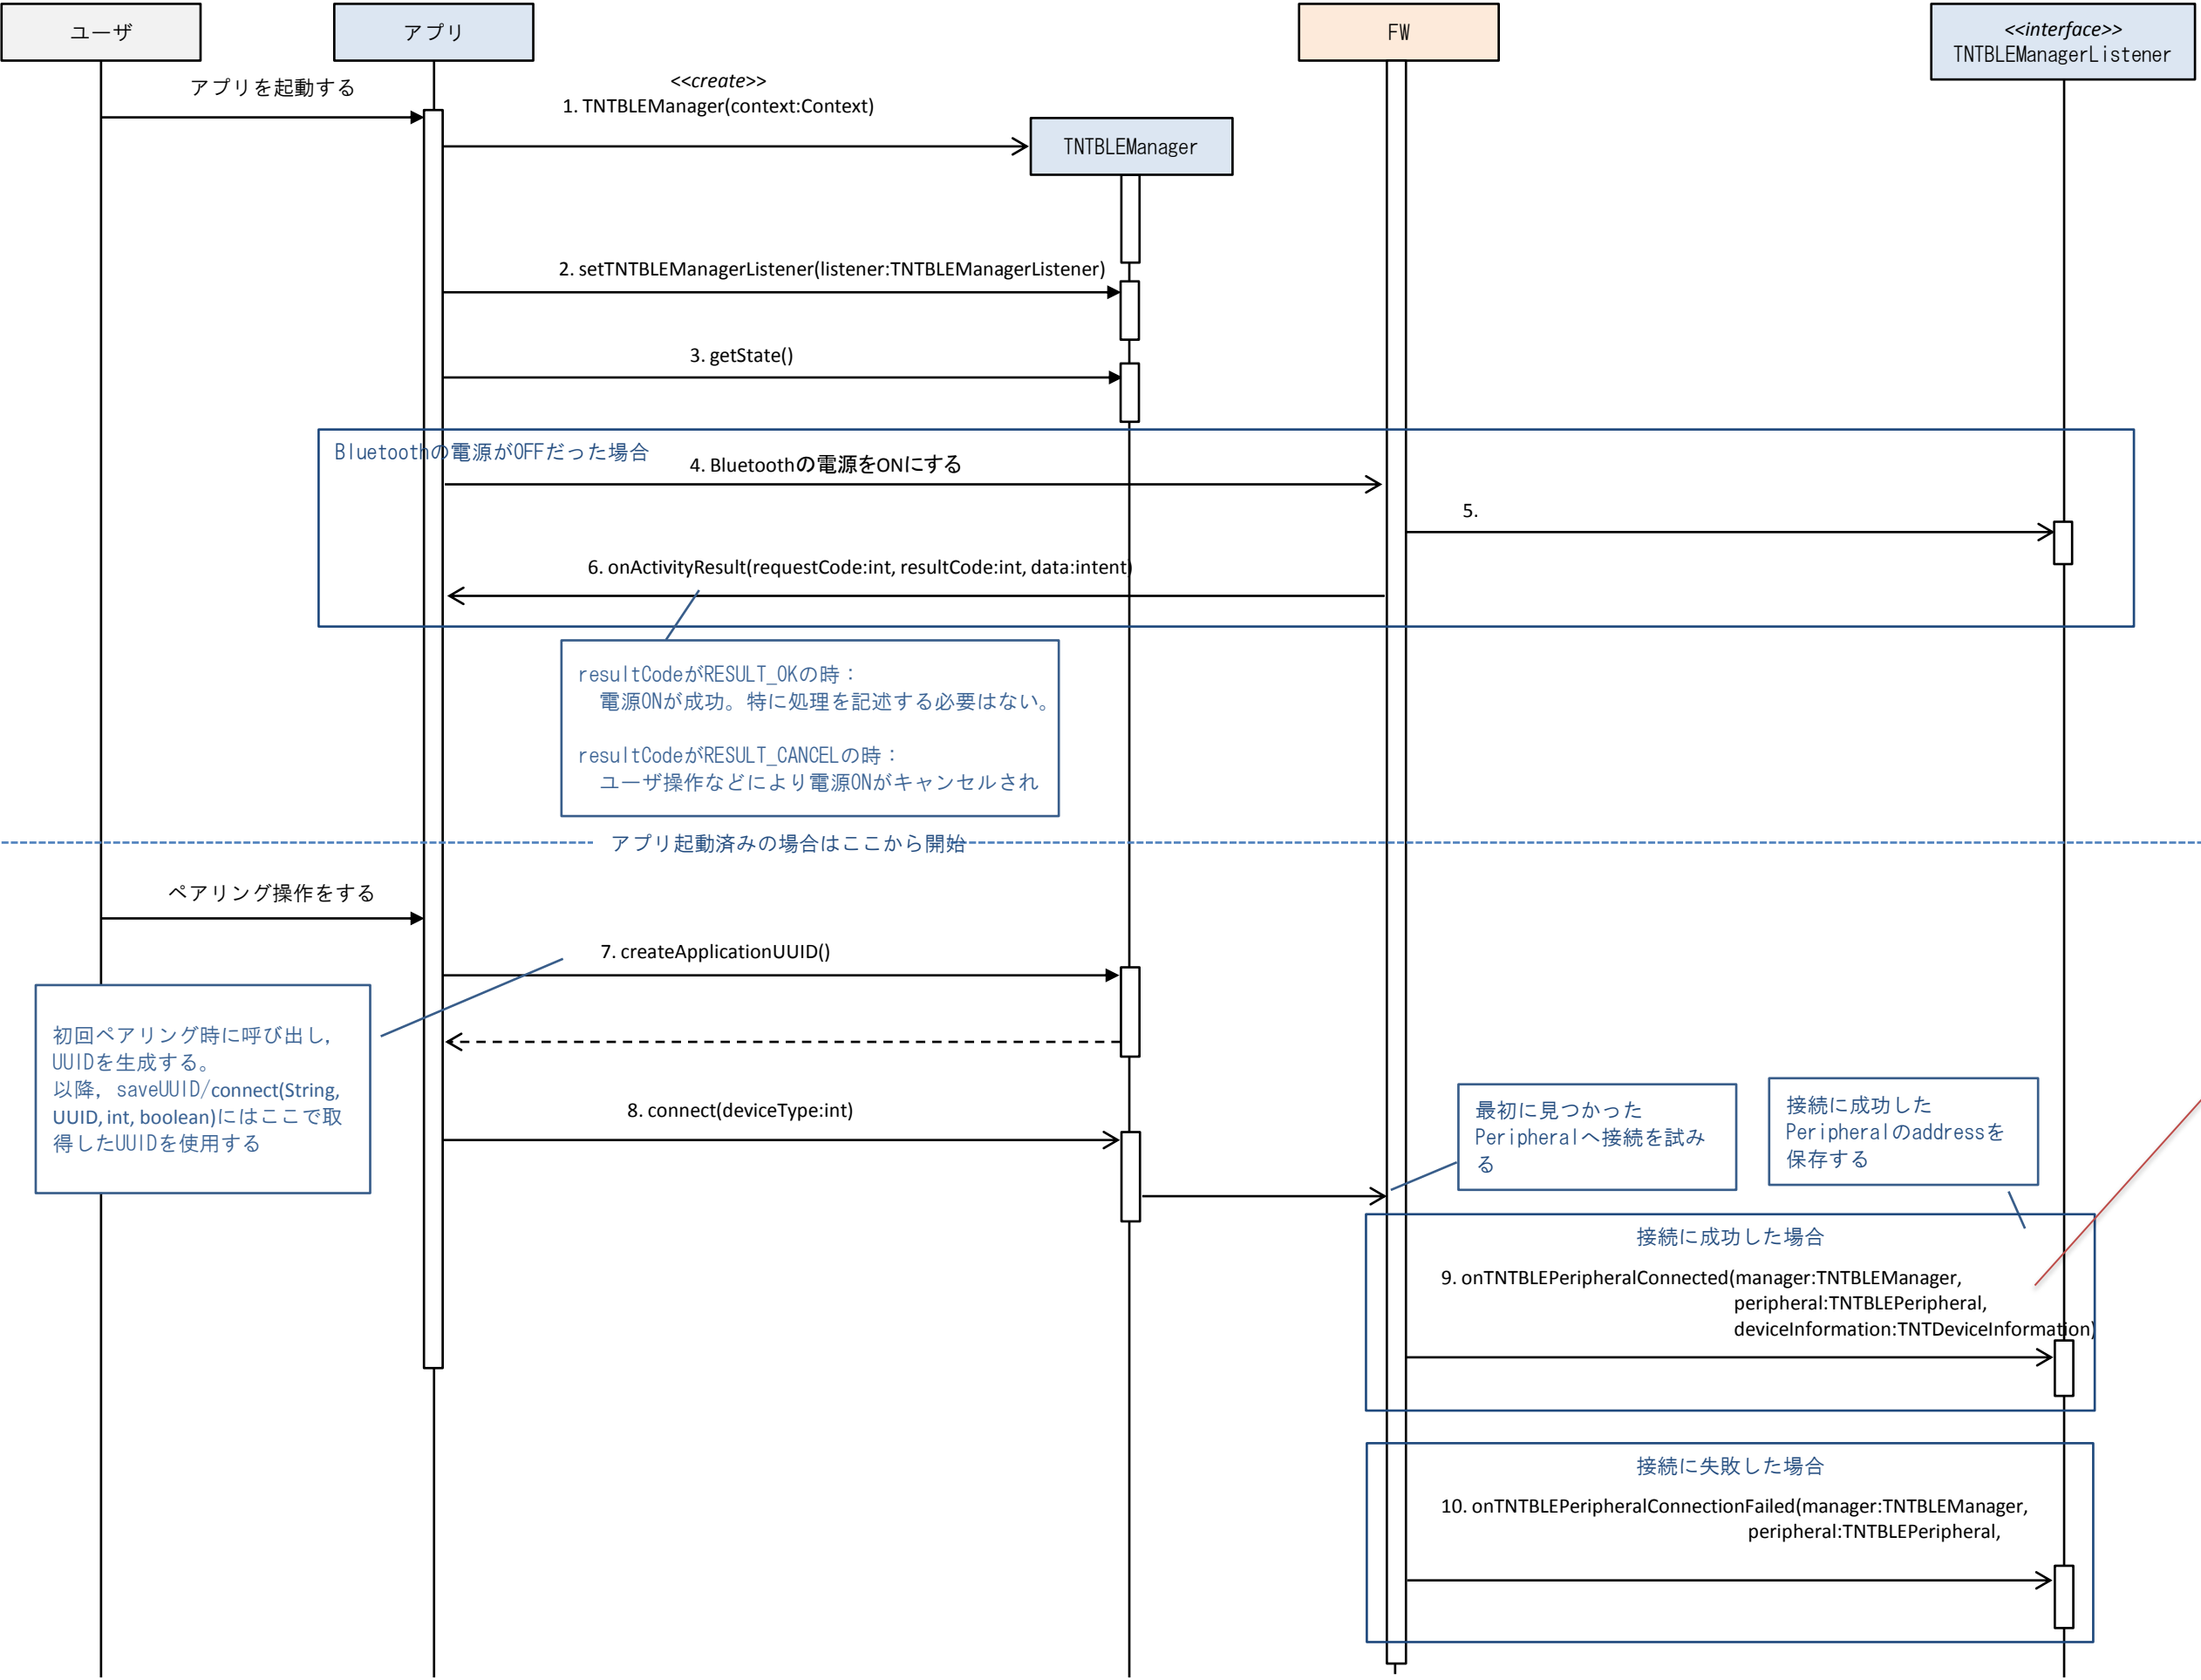 ユーザ
アプリ
FW
<<interface>>
TNTBLEManagerListener
アプリを起動する
<<create>>
1. TNTBLEManager(context:Context)
TNTBLEManager
2. setTNTBLEManagerListener(listener:TNTBLEManagerListener)
3. getState()
Bluetoothの電源がOFFだった場合
4. Bluetoothの電源をONにする
5.
6. onActivityResult(requestCode:int, resultCode:int, data:intent)
resultCodeがRESULT_OKの時：
電源ONが成功。特に処理を記述する必要はない。
resultCodeがRESULT_CANCELの時：
ユーザ操作などにより電源ONがキャンセルされ
アプリ起動済みの場合はここから開始
ペアリング操作をする
7. createApplicationUUID()
初回ペアリング時に呼び出し，
UUIDを生成する。
以降，saveUUID/connect(String,
UUID, int, boolean)にはここで取
得したUUIDを使用する
8. connect(deviceType:int)
最初に見つかった
Peripheralへ接続を試み
る
接続に成功した
Peripheralのaddressを
保存する
接続に成功した場合
9. onTNTBLEPeripheralConnected(manager:TNTBLEManager,
peripheral:TNTBLEPeripheral,
deviceInformation:TNTDeviceInformation)
接続に失敗した場合
10. onTNTBLEPeripheralConnectionFailed(manager:TNTBLEManager,
peripheral:TNTBLEPeripheral,